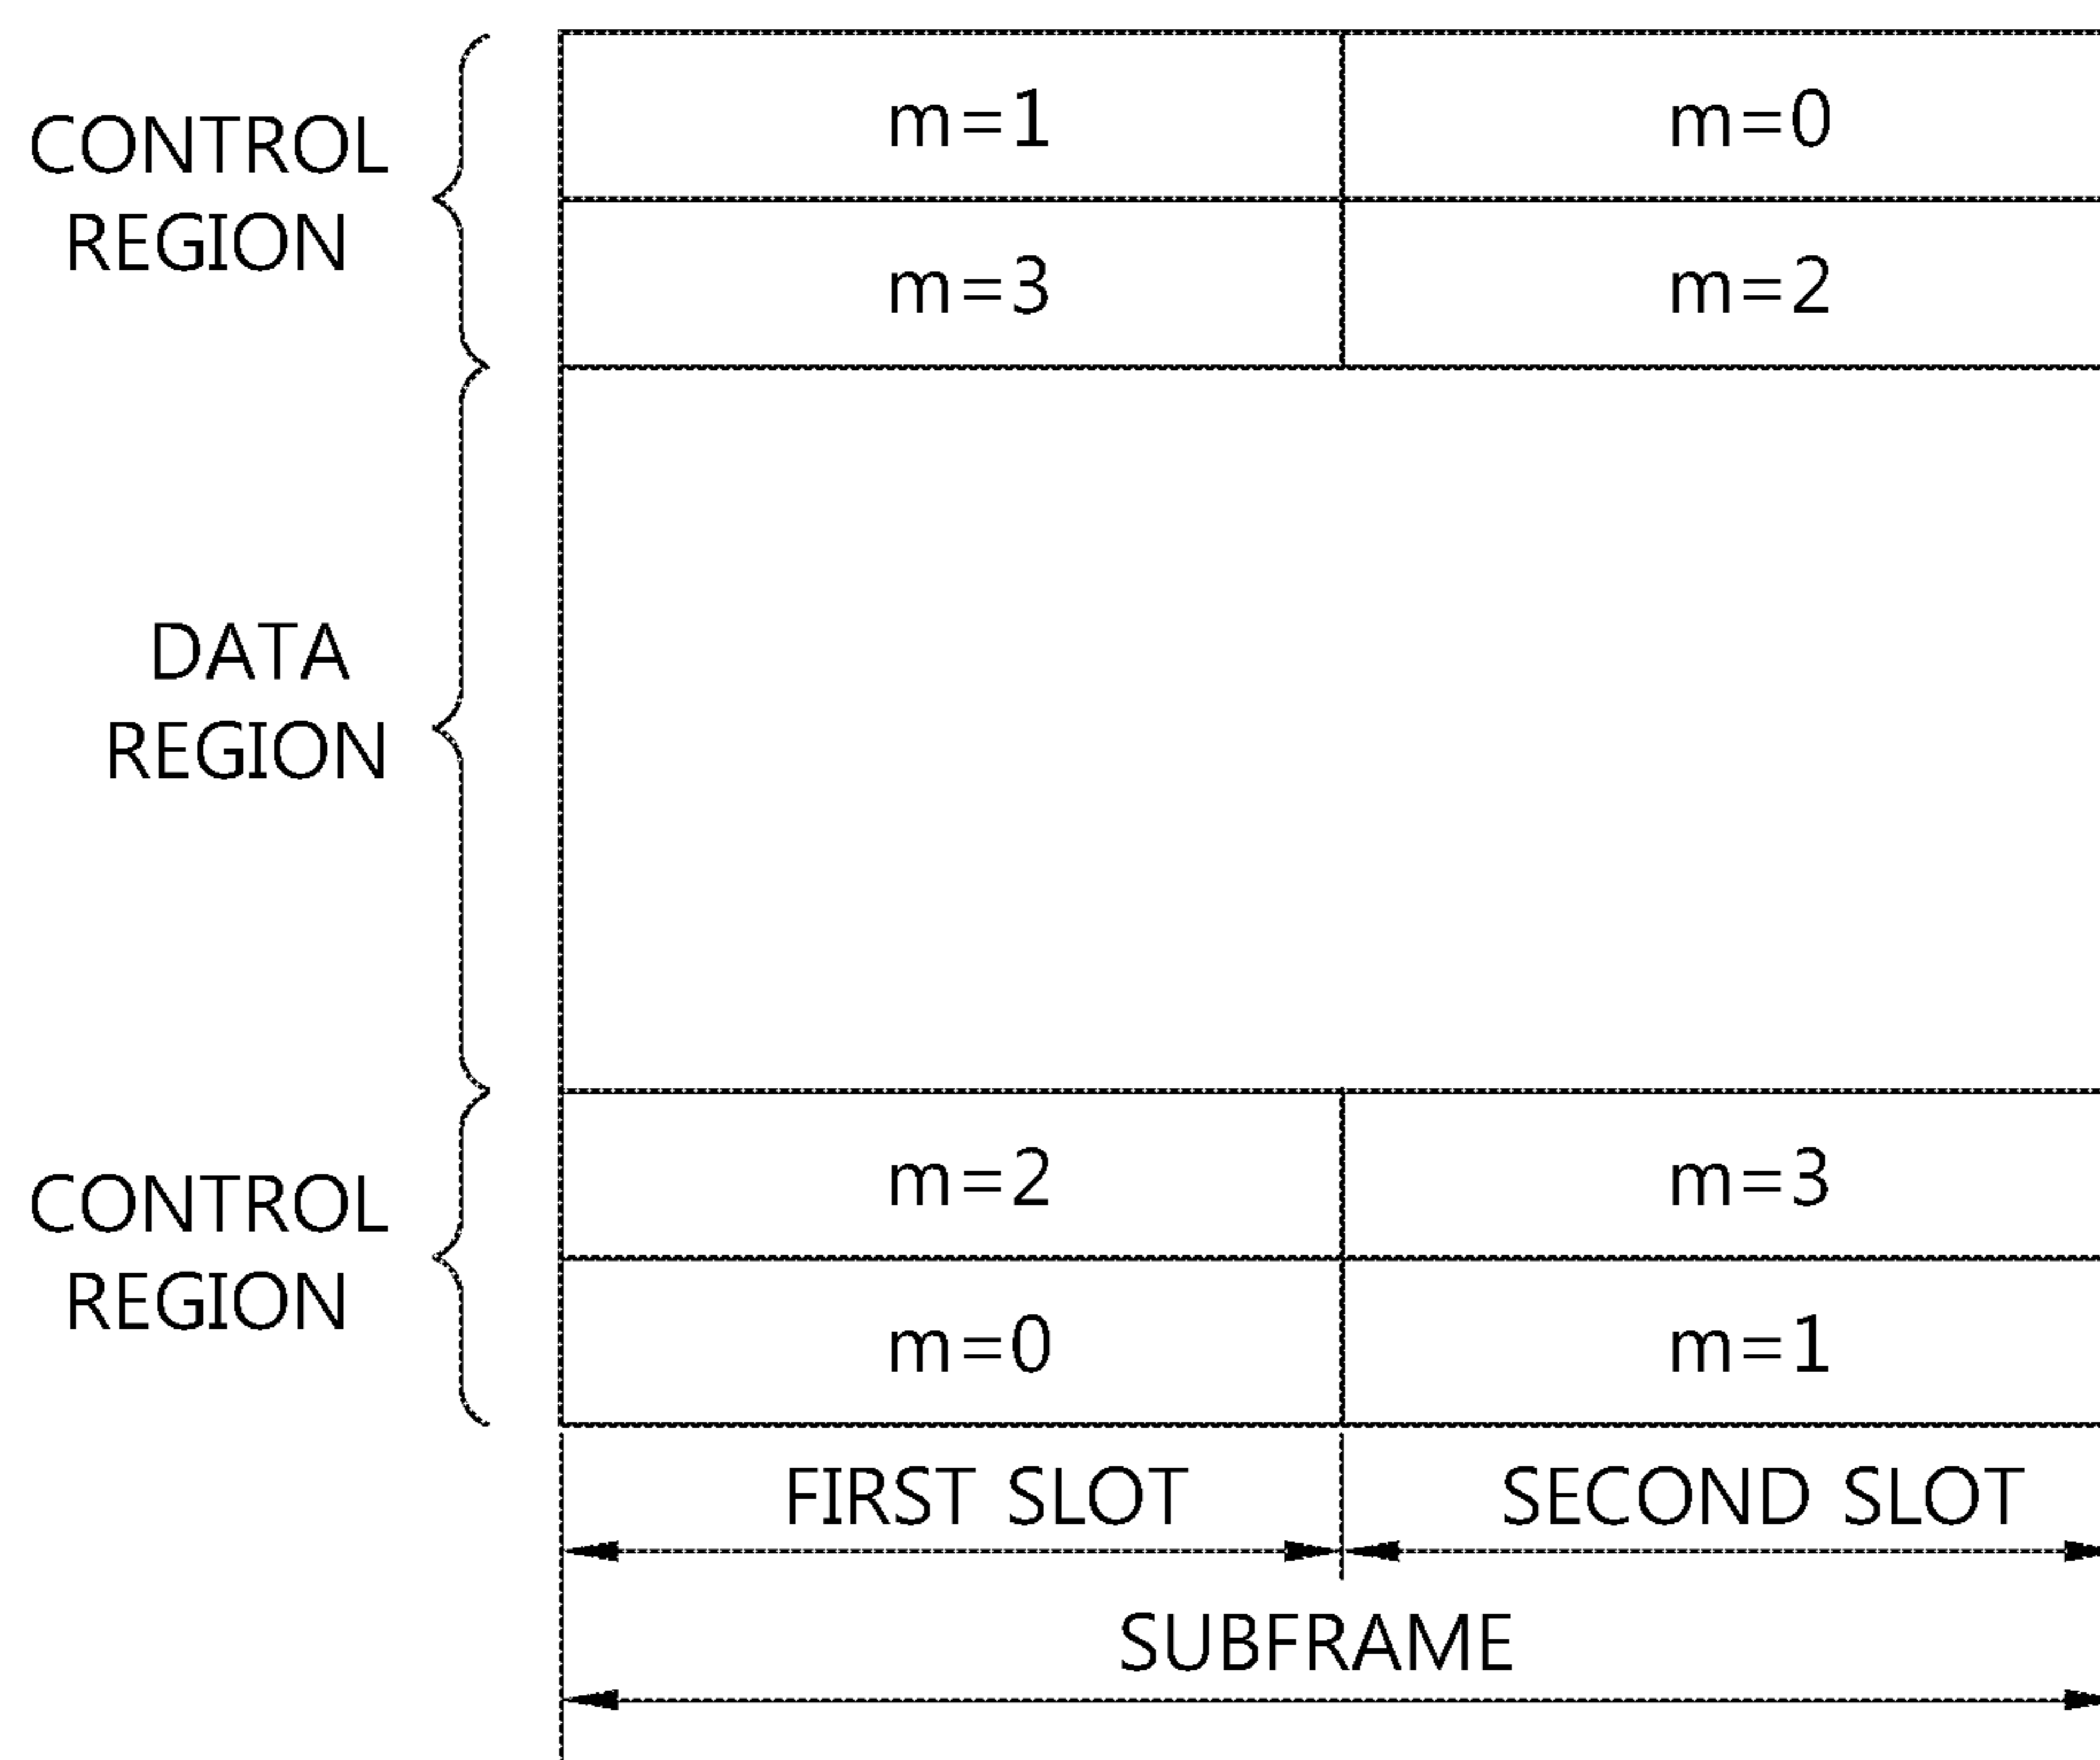 CONTROL
REGION
m=1 m=0
m=3 m=2
DATA
REGION
CONTROL
REGION
m=2 m=3
m=0 m=1
FIRST SLOT SECOND SLOT
SUBFRAME